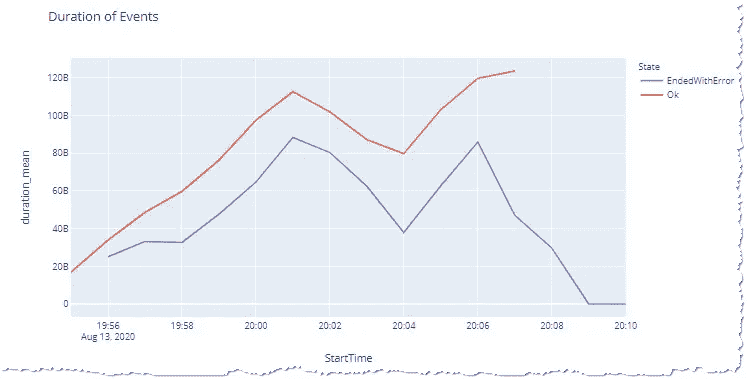 Duration of Events
State
EndedWithError
Ok
120B
100B
80B
60B
40B
20B
0
duration_mean
19:56 19:58 20:00 20:02 20:04 20:06 20:08 20:10
Aug 13, 2020
StartTime